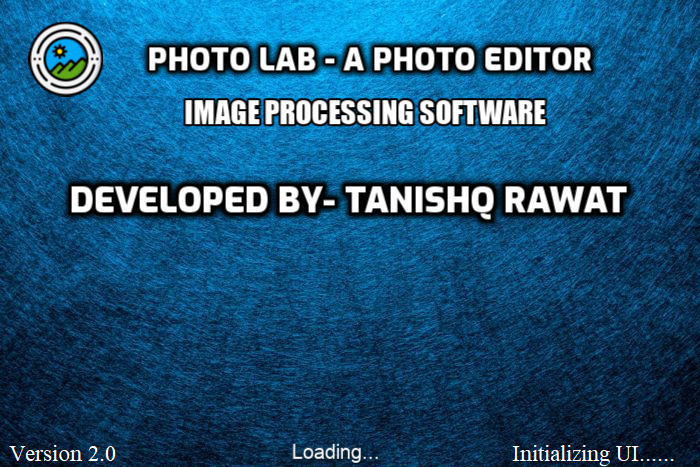 PHOTO LAB - A PHOTO EDITOR
IMAGE PROCESSING SOFTWARE
DEVELOPED BY- TANISHQ RAWAT
Version 2.0
Loading...
Initializing UI......